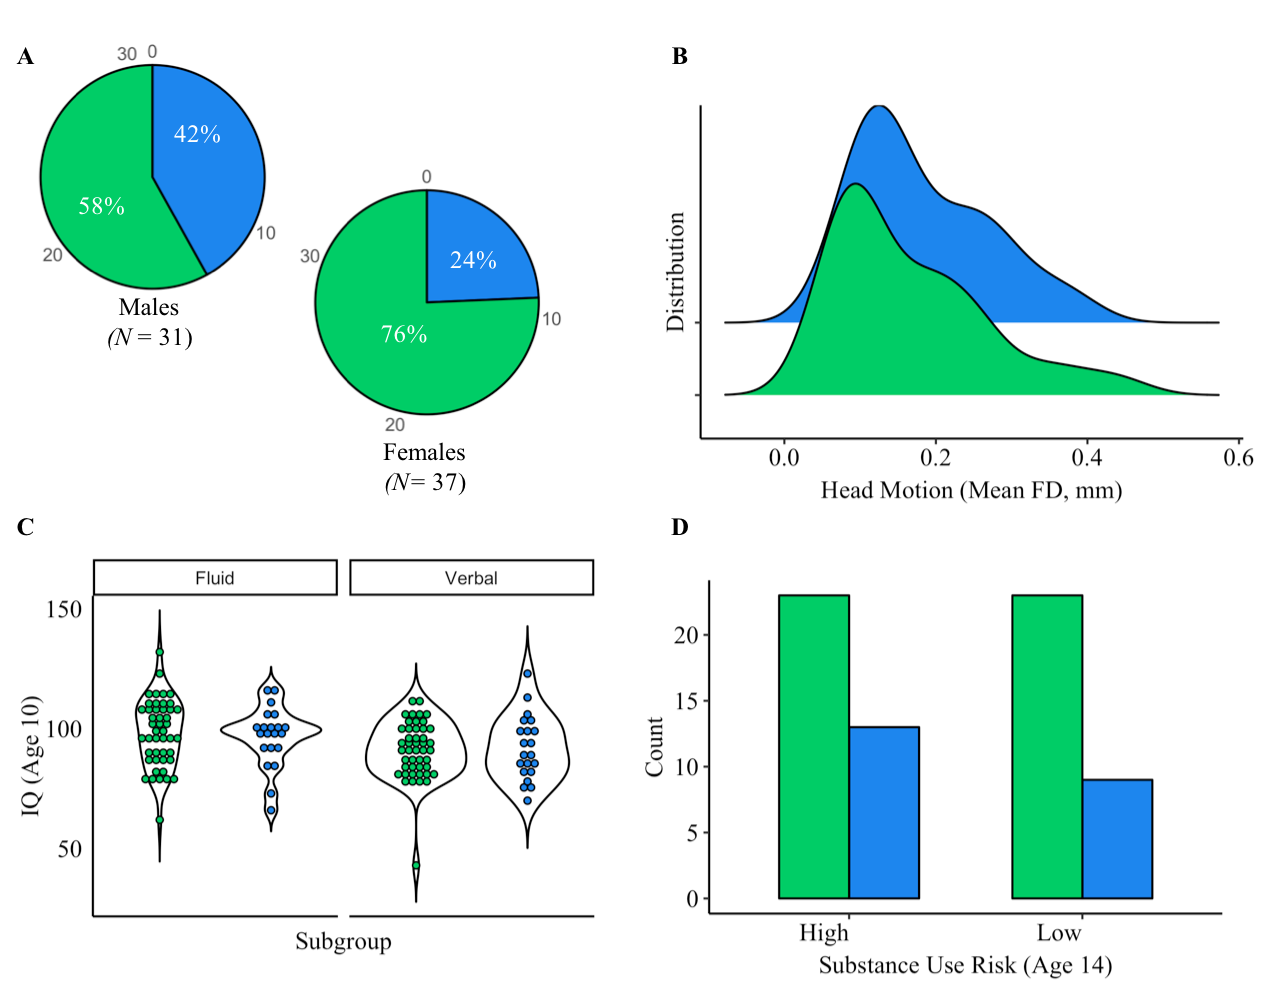 A
30 0
42%
58%
10
20
Males
(N = 31)
0
24%
30
76%
10
20
Females
(N= 37)
B
Distribution
0.0 0.2 0.4 0.6
Head Motion (Mean FD, mm)
C
Fluid Verbal
150
100
50
IQ (Age 10)
Subgroup
D
20
15
10
5
0
Count
High Low
Substance Use Risk (Age 14)